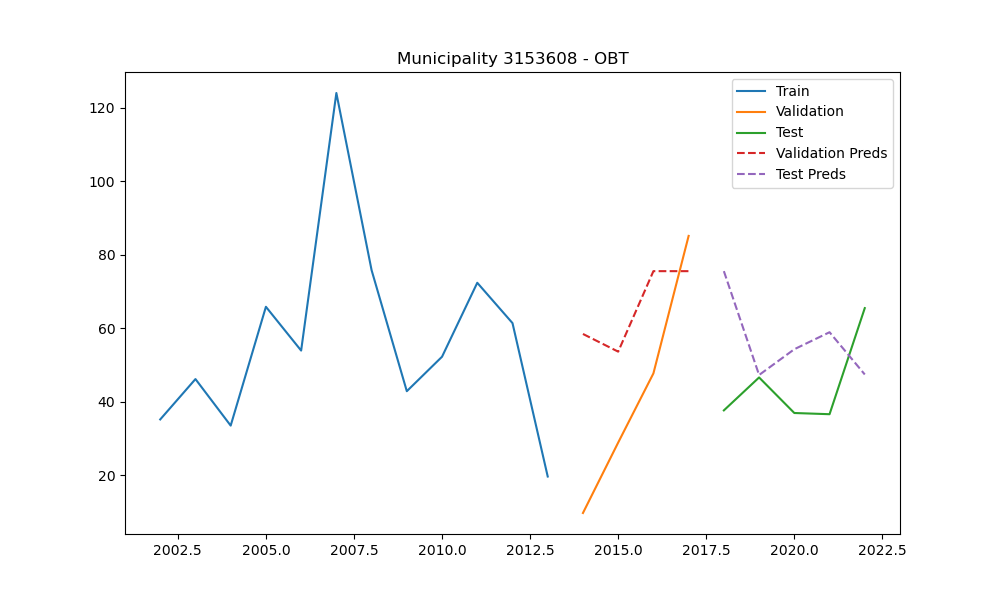 Municipality 3153608 - OBT
Train
Validation
Test
Validation Preds
Test Preds
120
100
80
60
40
20
2002.5 2005.0 2007.5 2010.0 2012.5 2015.0 2017.5 2020.0 2022.5